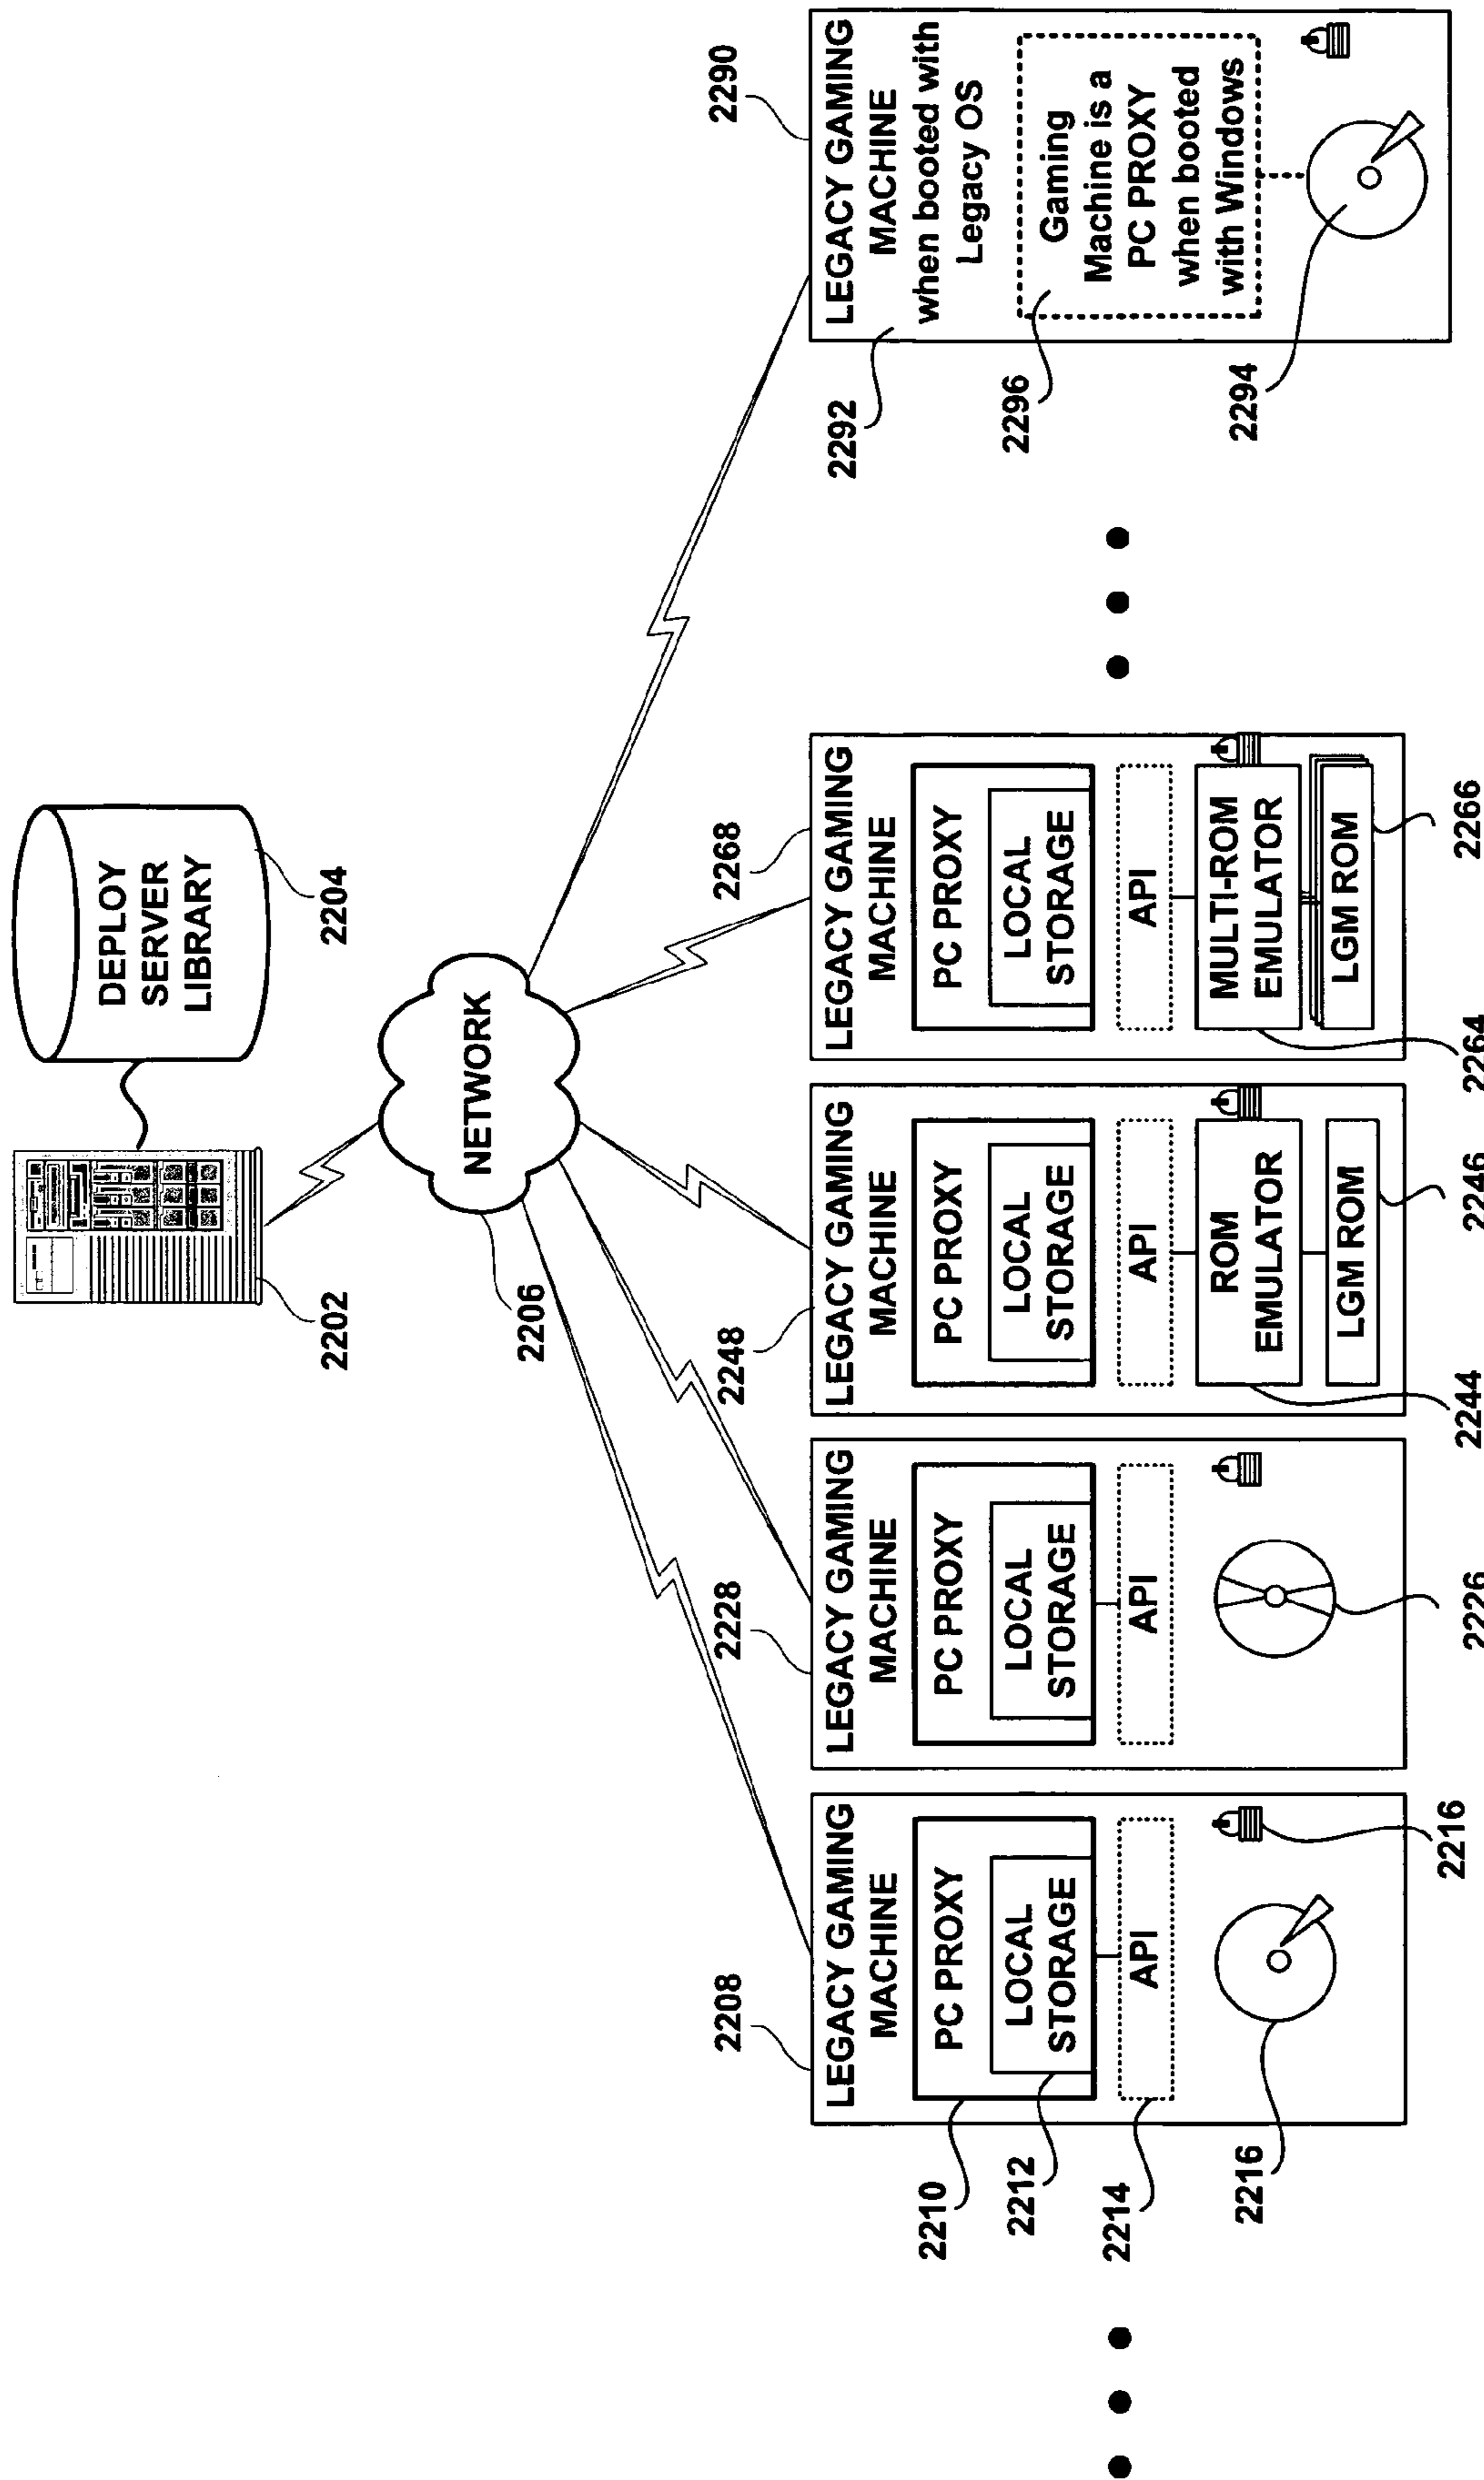 DEPLOY
SERVER
LIBRARY
2204
2202
NETWORK
2206
2208
LEGACY GAMING
MACHINE
PC PROXY
LOCAL
STORAGE
API
2210
2212
2214
2216
2216
2228
LEGACY GAMING
MACHINE
PC PROXY
LOCAL
STORAGE
API
2226
2248
LEGACY GAMING
MACHINE
PC PROXY
LOCAL
STORAGE
API
ROM
EMULATOR
LGM ROM
2244
2246
2268
LEGACY GAMING
MACHINE
PC PROXY
LOCAL
STORAGE
API
MULTI-ROM
EMULATOR
LGM ROM
2264
2266
2290
LEGACY GAMING
MACHINE
when booted with
Legacy OS
Gaming
Machine is a
PC PROXY
when booted
with Windows
2292
2296
2294